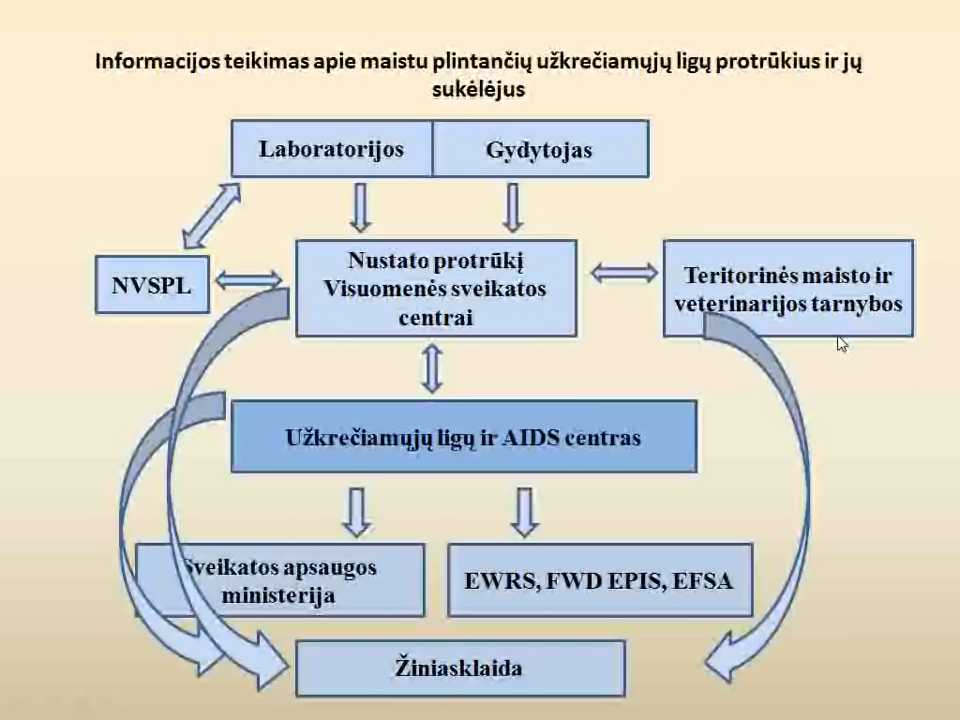 Informacijos teikimas apie maistu plintančių užkrečiamųjų ligų protrūkius ir jų
sukėlėjus
Laboratorijos
Gydytojas
NVSPL
Nustato protrūkį
Visuomenės sveikatos
centrai
Teritorinės maisto ir
veterinarijos tarnybos
Užkrečiamųjų ligų ir AIDS centras
Sveikatos apsaugos
ministerija
EWRS, FWD EPIS, EFSA
Žiniasklaida